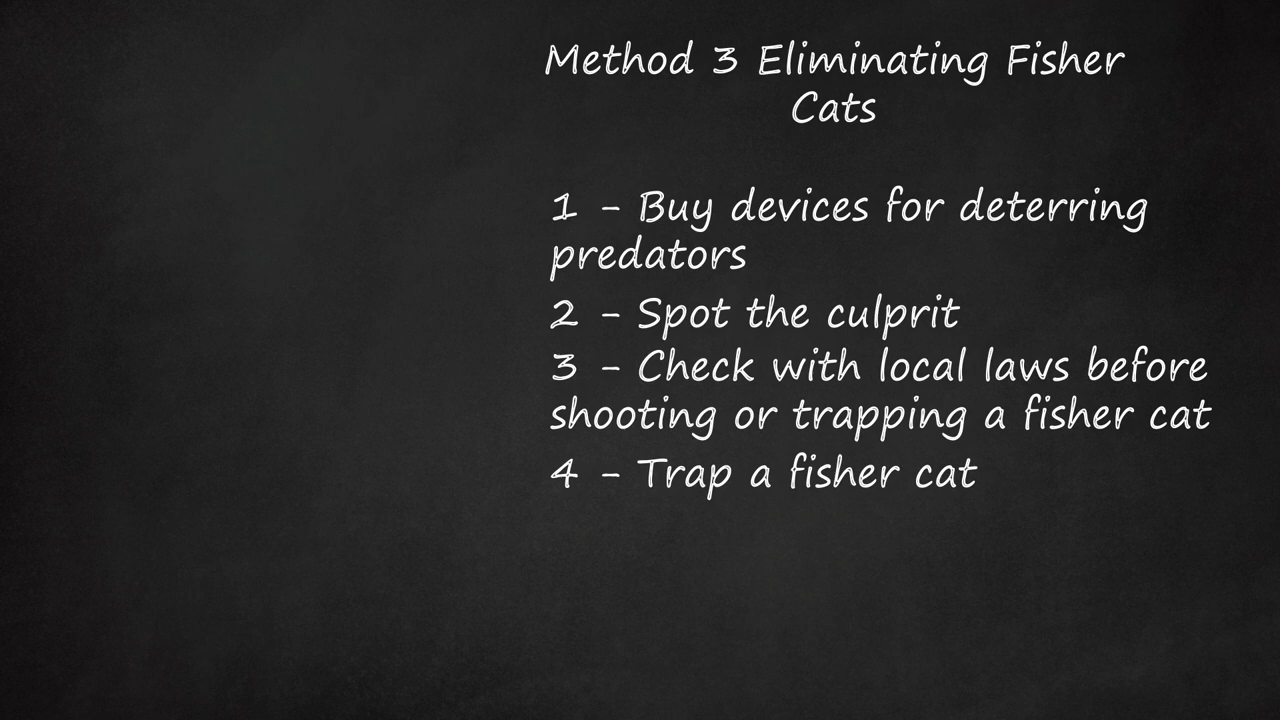 Method 3 Eliminating Fisher
Cats
1 - Buy devices for deterring
predators
2 - Spot the culprit
3 - Check with local laws before
shooting or trapping a fisher cat
4 - Trap a fisher cat